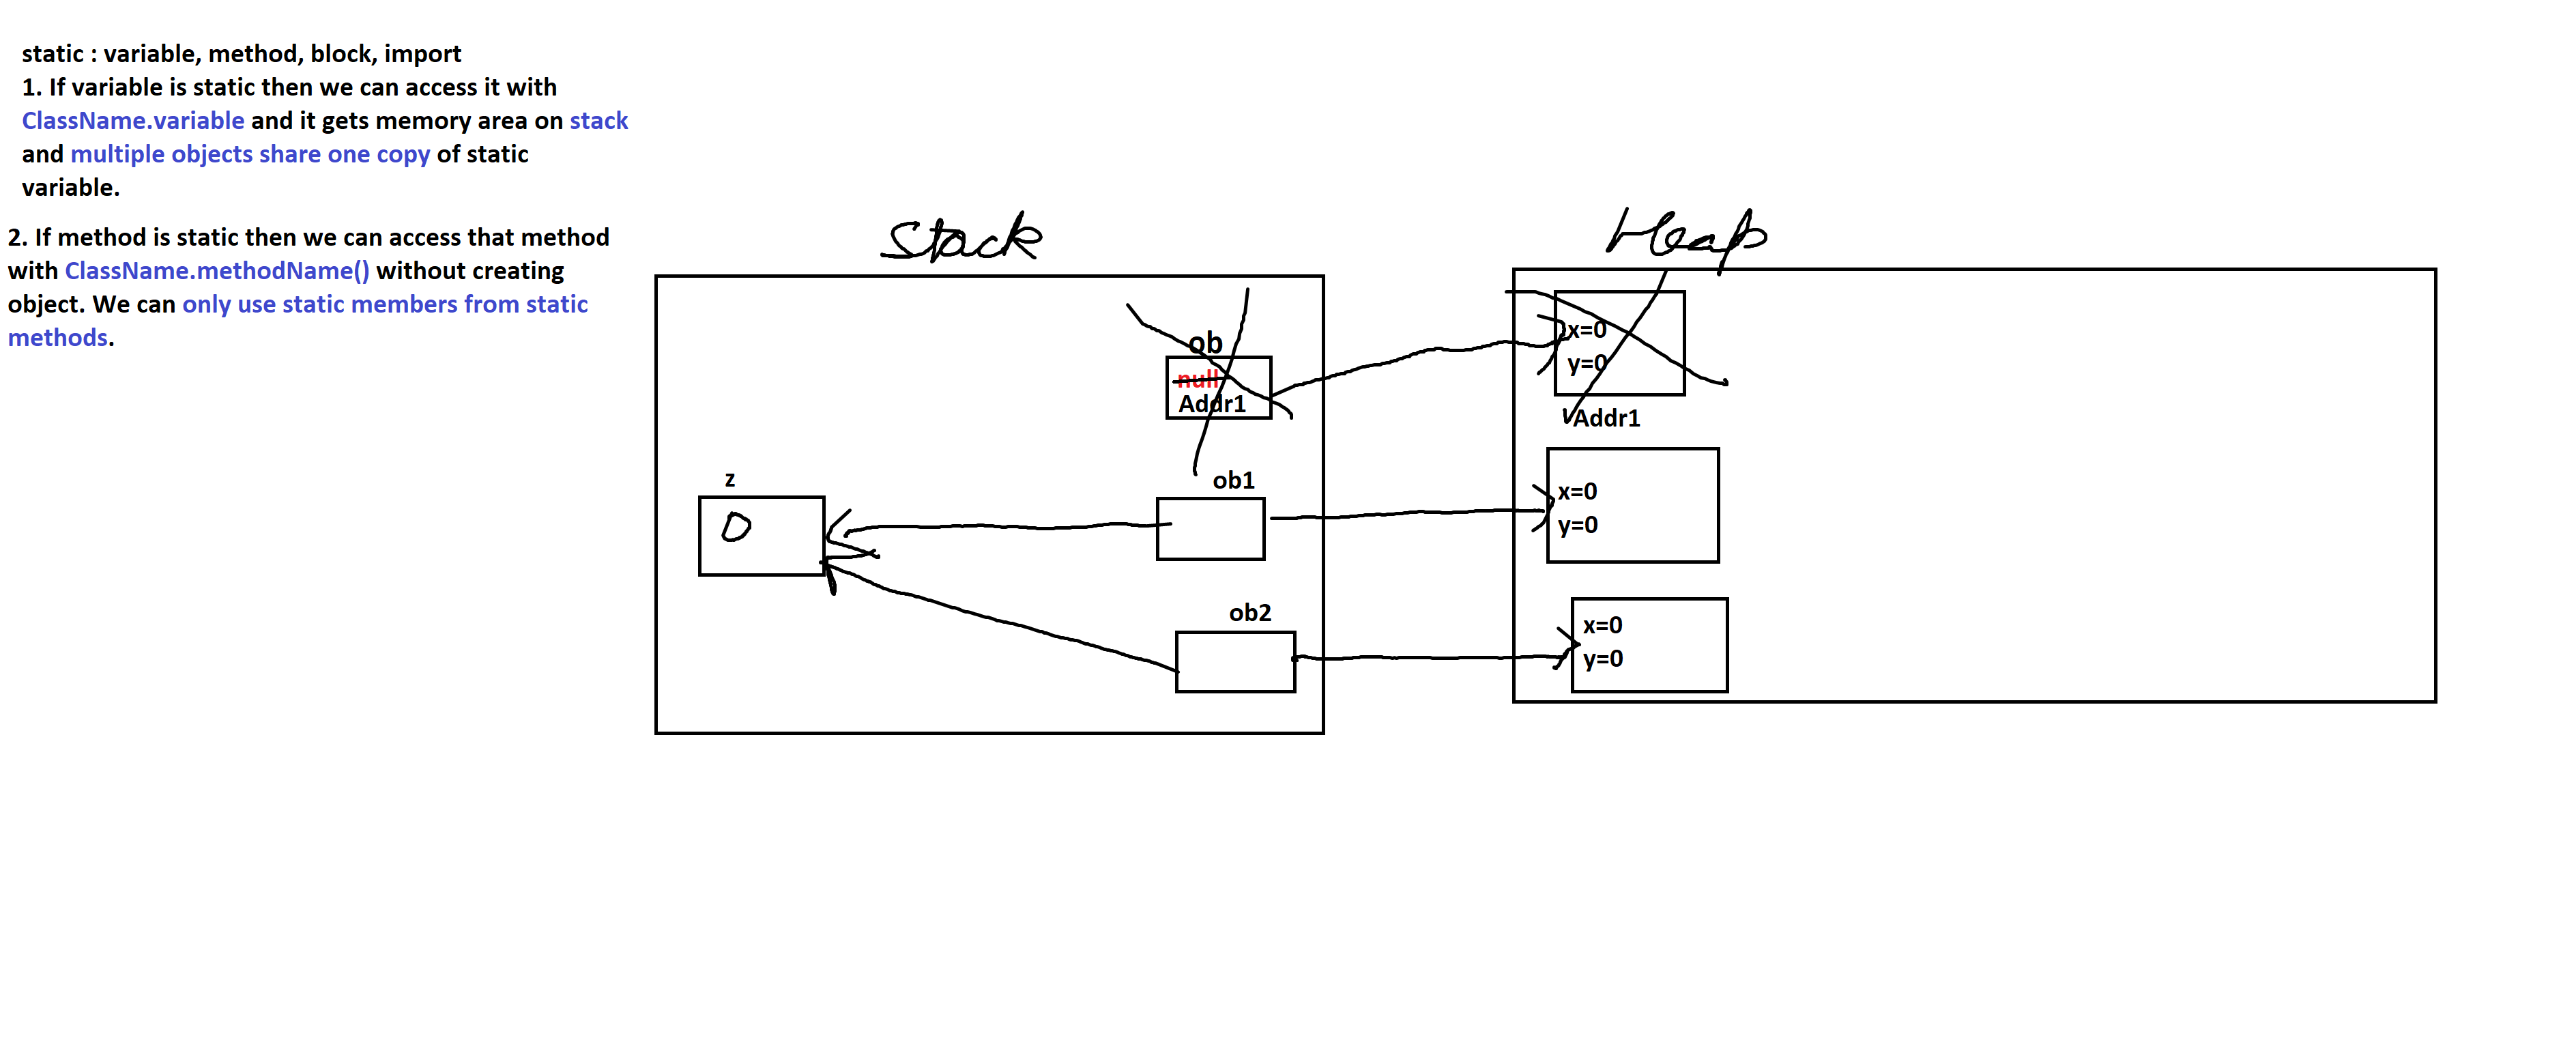 static : variable, method, block, import
1. If variable is static then we can access it with
ClassName.variable and it gets memory area on stack
and multiple objects share one copy of static
variable.
2. If method is static then we can access that method
with ClassName.methodName() without creating
object. We can only use static members from static
methods.
Stack
Heap
ob
null
Addr1
x=0
y=0
Addr1
z
0
ob1
x=0
y=0
ob2
x=0
y=0